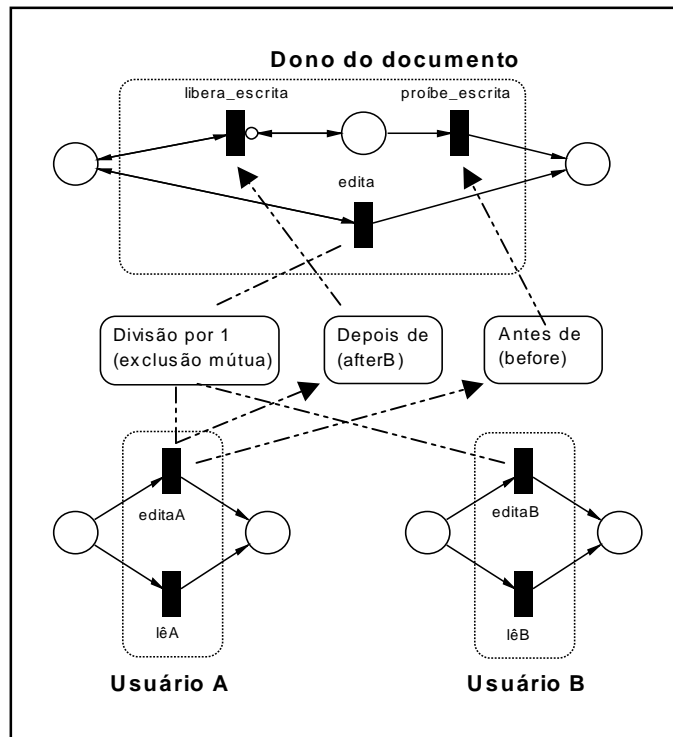 Dono do documento
libera_escrita
proíbe_escrita
edita
Divisão por 1
(exclusão mútua)
Depois de
(afterB)
Antes de
(before)
editaA
editaB
lêA
lêB
Usuário A
Usuário B